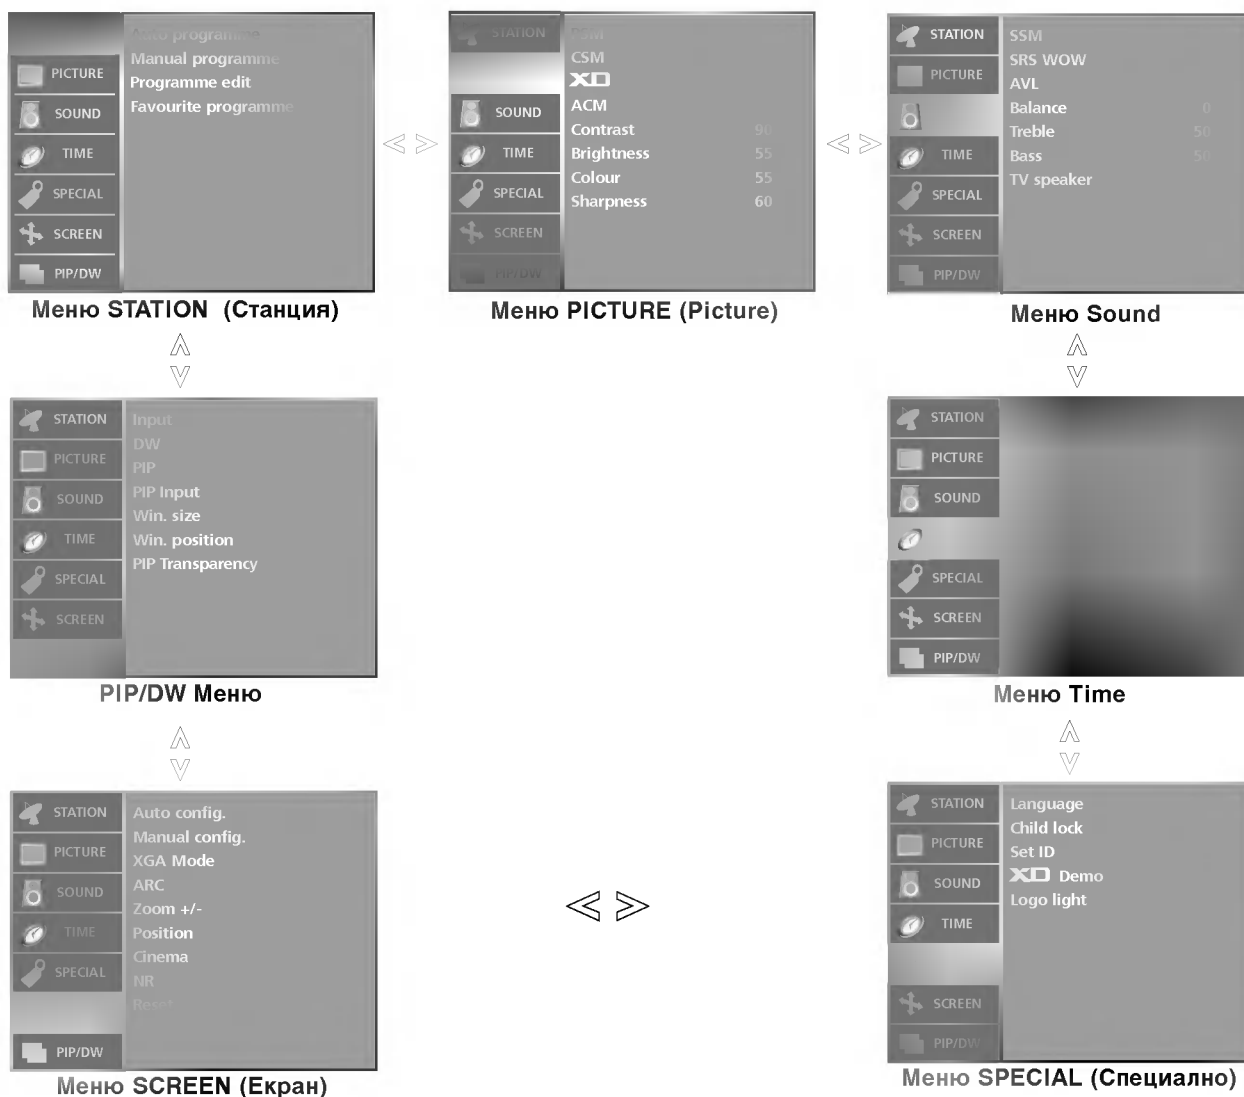 Auto programme
Manual programme
Programme edit
Favourite programme
PICTURE
SOUND
TIME
SPECIAL
SCREEN
PIP/DW
Меню STATION (Станция)
STATION
PSM
CSM
XD
ACM
Contrast 90
Brightness 55
Colour 55
Sharpness 60
SOUND
TIME
SPECIAL
SCREEN
PIP/DW
Меню PICTURE (Picture)
STATION
PICTURE
TIME
SPECIAL
SCREEN
PIP/DW
SSM
SRS WOW
AVL
Balance 0
Treble 50
Bass 50
TV speaker
Меню Sound
STATION
PICTURE
SOUND
TIME
SPECIAL
SCREEN
Input
DW
PIP
PIP Input
Win. size
Win. position
PIP Transparency
PIP/DW Меню
STATION
PICTURE
SOUND
SPECIAL
SCREEN
PIP/DW
Меню Time
STATION
PICTURE
SOUND
TIME
SPECIAL
PIP/DW
Auto config.
Manual config.
XGA Mode
ARC
Zoom +/-
Position
Cinema
NR
Reset
Меню SCREEN (Екран)
STATION
PICTURE
SOUND
TIME
SCREEN
PIP/DW
Language
Child lock
Set ID
XD Demo
Logo light
Меню SPECIAL (Специално)